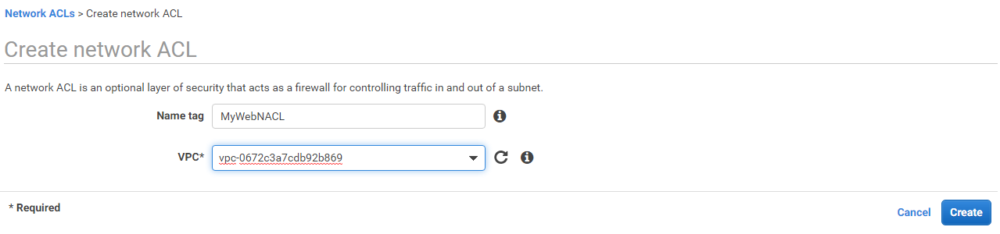 Network ACLs > Create network ACL
Create network ACL
A network ACL is an optional layer of security that acts as a firewall for controlling traffic in and out of a subnet.
Name tag MyWebNACL
VPC* vpc-0672c3a7cdb92b869
* Required
Cancel Create